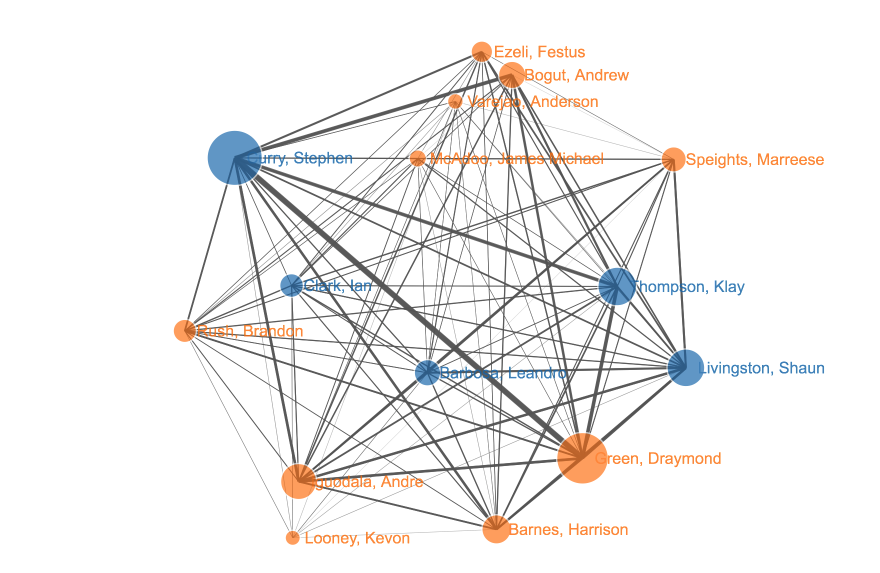 Ezeli, Festus
Bogut, Andrew
Varejao, Anderson
Curry, Stephen
McAdoo, James Michael
Speights, Marreese
Clark, Ian
Thompson, Klay
Rush, Brandon
Barbosa, Leandro
Livingston, Shaun
Green, Draymond
Iguodala, Andre
Barnes, Harrison
Looney, Kevon